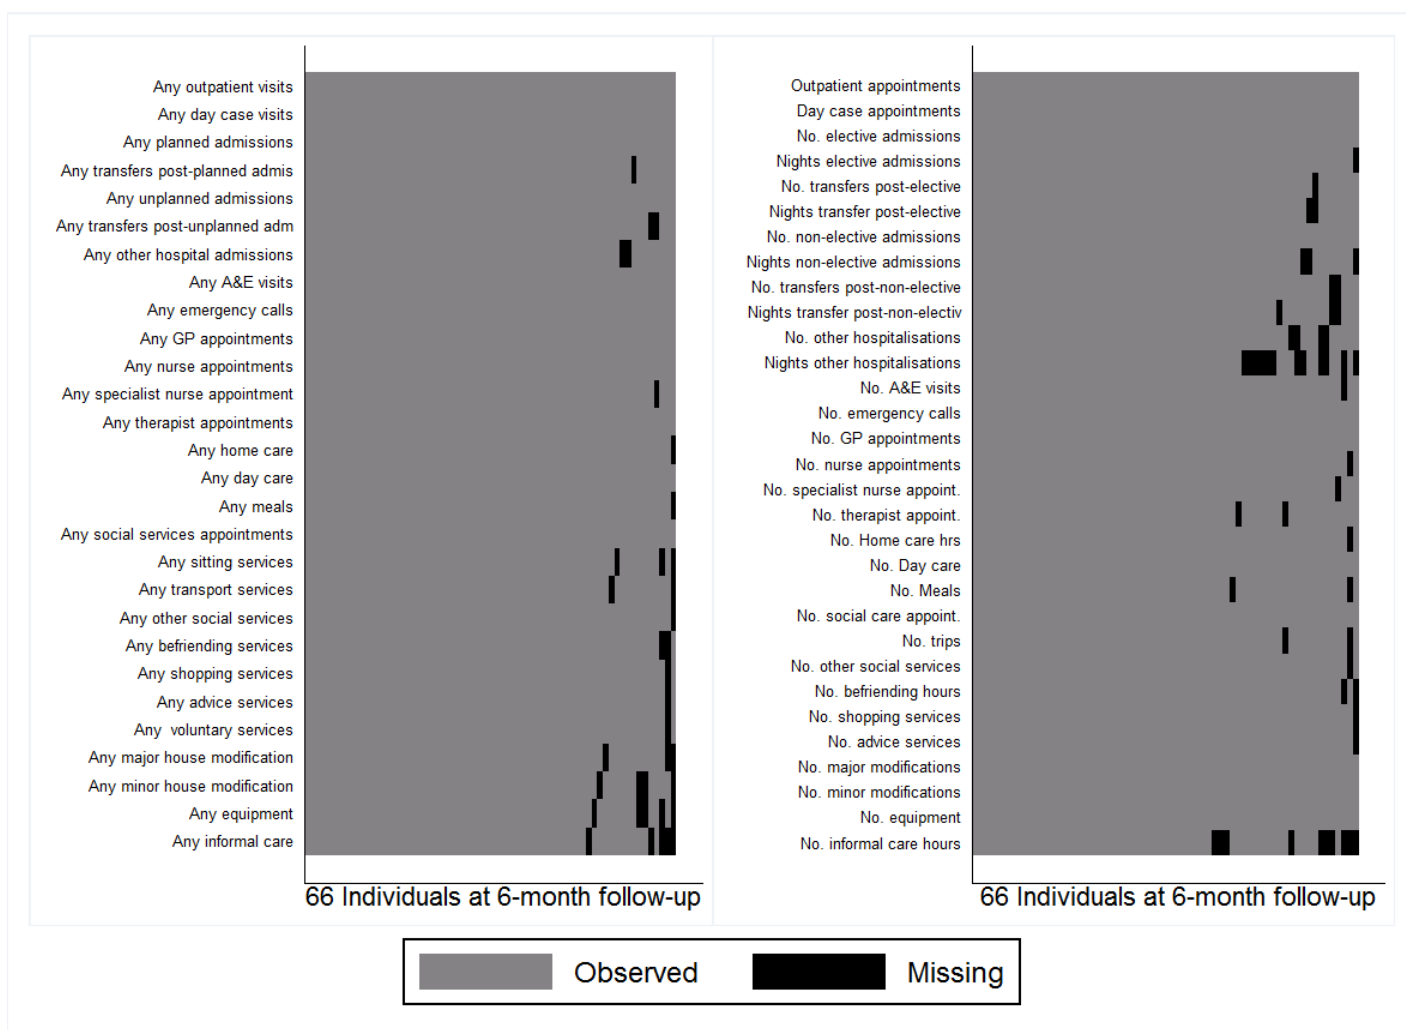 Any outpatient visits
Any day case visits
Any planned admissions
Any transfers post-planned admis
Any unplanned admissions
Any transfers post-unplanned adm
Any other hospital admissions
Any A&E visits
Any emergency calls
Any GP appointments
Any nurse appointments
Any specialist nurse appointment
Any therapist appointments
Any home care
Any day care
Any meals
Any social services appointments
Any sitting services
Any transport services
Any other social services
Any befriending services
Any shopping services
Any advice services
Any voluntary services
Any major house modification
Any minor house modification
Any equipment
Any informal care
66 Individuals at 6-month follow-up
Outpatient appointments
Day case appointments
No. elective admissions
Nights elective admissions
No. transfers post-elective
Nights transfer post-elective
No. non-elective admissions
Nights non-elective admissions
No. transfers post-non-elective
Nights transfer post-non-electiv
No. other hospitalisations
Nights other hospitalisations
No. A&E visits
No. emergency calls
No. GP appointments
No. nurse appointments
No. specialist nurse appoint.
No. therapist appoint.
No. Home care hrs
No. Day care
No. Meals
No. social care appoint.
No. trips
No. other social services
No. befriending hours
No. shopping services
No. advice services
No. major modifications
No. minor modifications
No. equipment
No. informal care hours
66 Individuals at 6-month follow-up
Observed
Missing